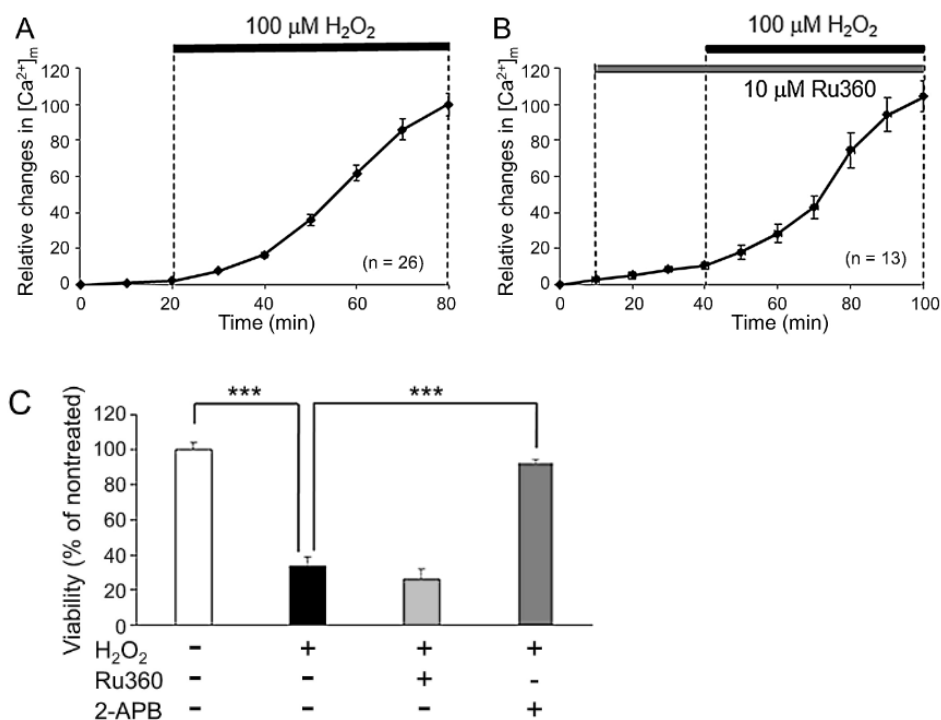 A
100 µM H₂O₂
Relative changes in [Ca²⁺]m
120
100
80
60
40
20
0
(n = 26)
0 20 40 60 80
Time (min)
B
100 µM H₂O₂
10 µM Ru360
Relative changes in [Ca²⁺]m
120
100
80
60
40
20
0
(n = 13)
0 20 40 60 80 100
Time (min)
C
Viability (% of nontreated)
*** ***
120
100
80
60
40
20
0
H₂O₂ - + + +
Ru360 - - + -
2-APB - - - +